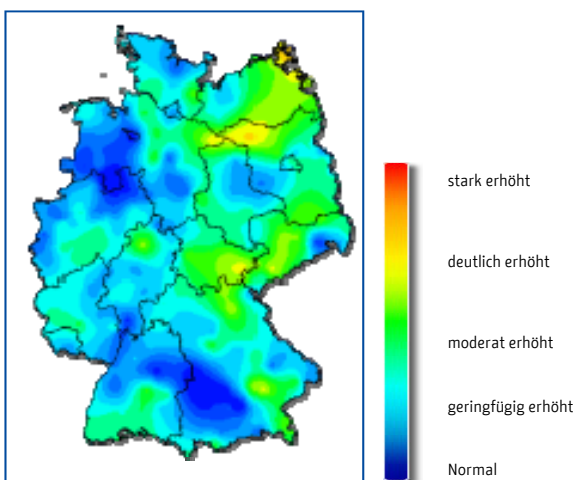 stark erhöht
deutlich erhöht
moderat erhöht
geringfügig erhöht
Normal